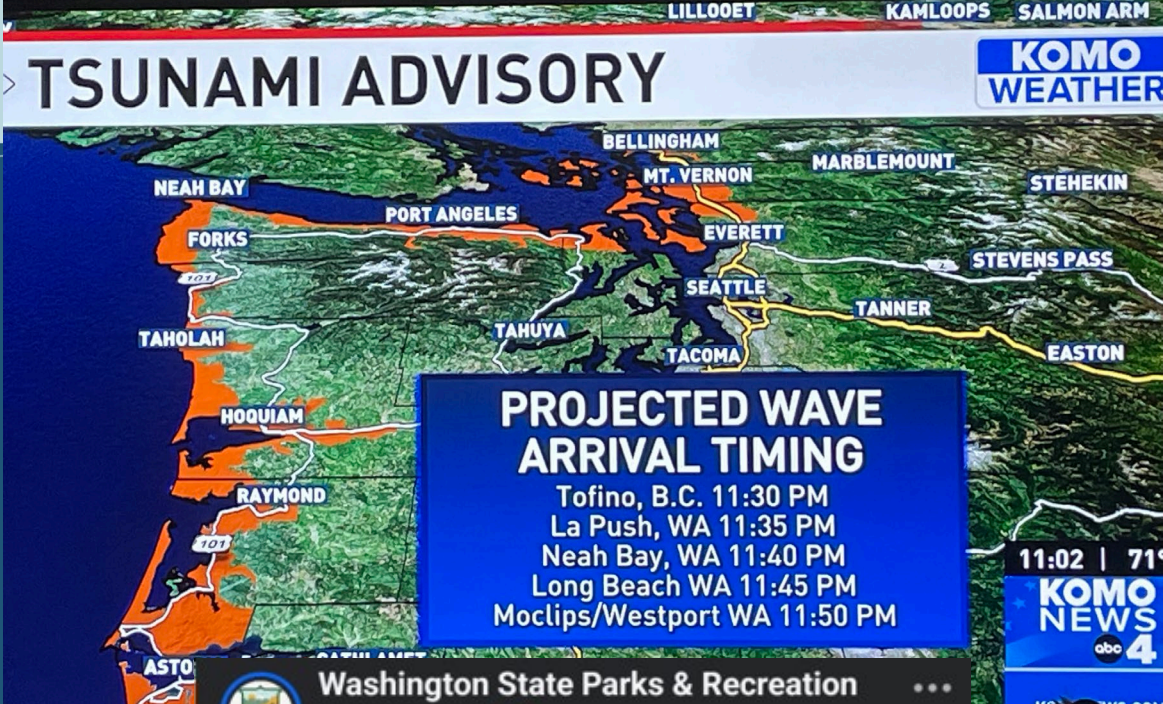 LILLOOET
KAMLOOPS
SALMON ARM
TSUNAMI ADVISORY
KOMO
WEATHER
BELLINGHAM
MARBLEMOUNT
MT. VERNON
STEHEKIN
NEAH BAY
PORT ANGELES
FORKS
EVERETT
STEVENS PASS
2
101
SEATTLE
TANNER
TAHOLAH
TAHUYA
TACOMA
EASTON
HOQUIAM
RAYMOND
101
PROJECTED WAVE
ARRIVAL TIMING
Tofino, B.C. 11:30 PM
La Push, WA 11:35 PM
Neah Bay, WA 11:40 PM
Long Beach WA 11:45 PM
Moclips/Westport WA 11:50 PM
11:02 | 71°
KOMO
NEWS
abc 4
ASTO
CATHLAMET
Washington State Parks & Recreation